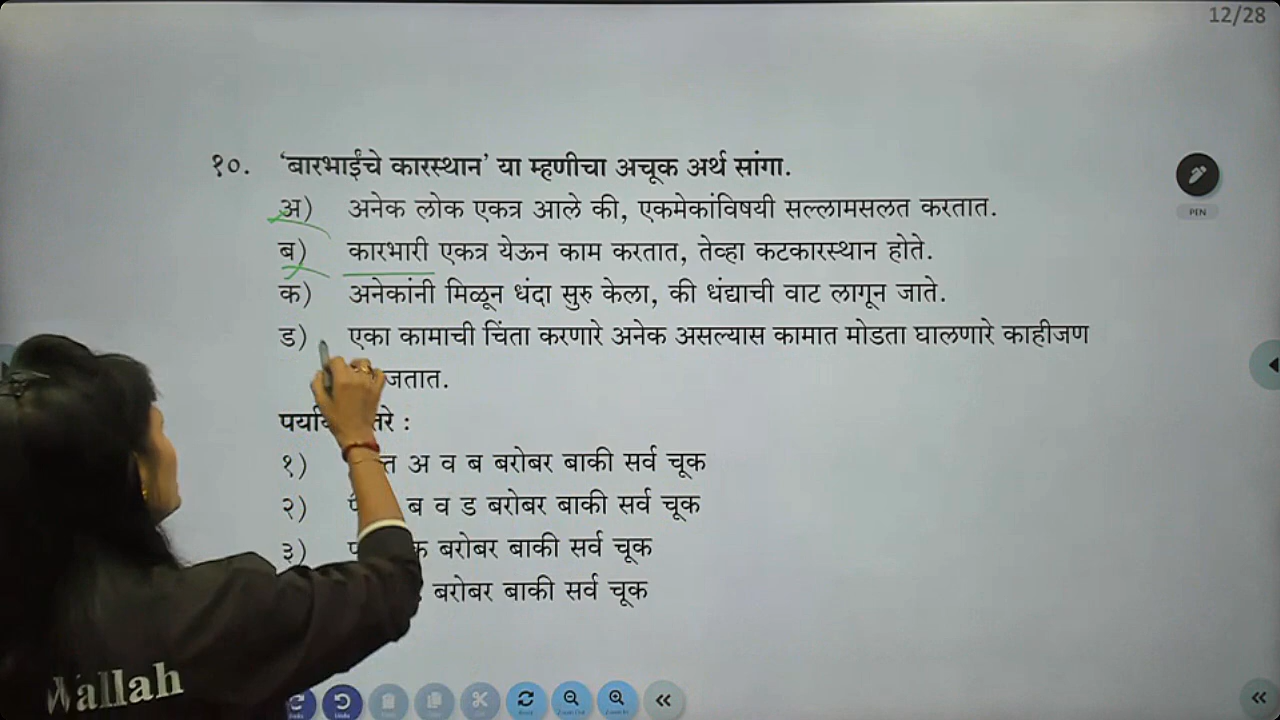 12/28
१०. 'बारभाईंचे कारस्थान' या म्हणीचा अचूक अर्थ सांगा.
अ) अनेक लोक एकत्र आले की, एकमेकांविषयी सल्लामसलत करतात.
ब) कारभारी एकत्र येऊन काम करतात, तेव्हा कटकारस्थान होते.
क) अनेकांनी मिळून धंदा सुरु केला, की धंद्याची वाट लागून जाते.
ड) एका कामाची चिंता करणारे अनेक असल्यास कामात मोडता घालणारे काहीजण
जतात.
:
१) अ व ब बरोबर बाकी सर्व चूक
२) ब व ड बरोबर बाकी सर्व चूक
३) क बरोबर बाकी सर्व चूक
बरोबर बाकी सर्व चूक
PEN
Wallah